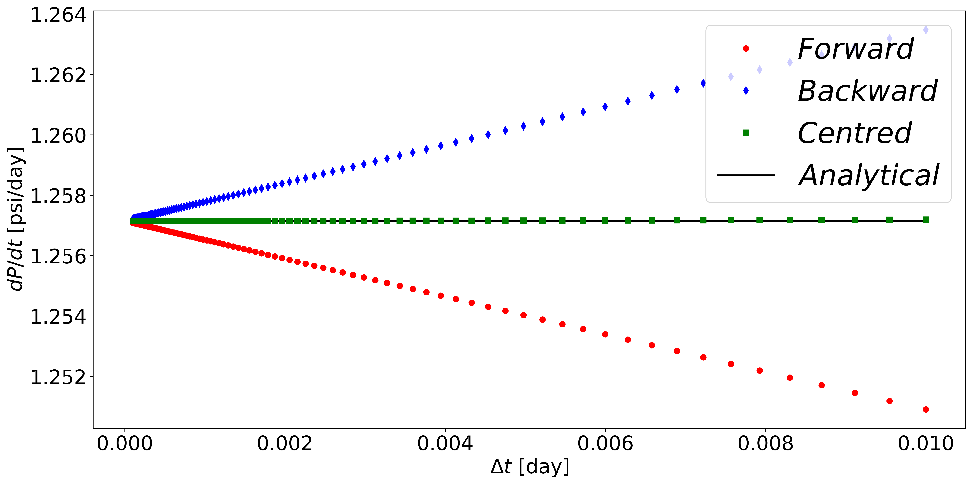 1.264
1.262
1.260
1.258
1.256
1.254
1.252
dP/dt [psi/day]
Forward
Backward
Centred
Analytical
0.000 0.002 0.004 0.006 0.008 0.010
Δt [day]